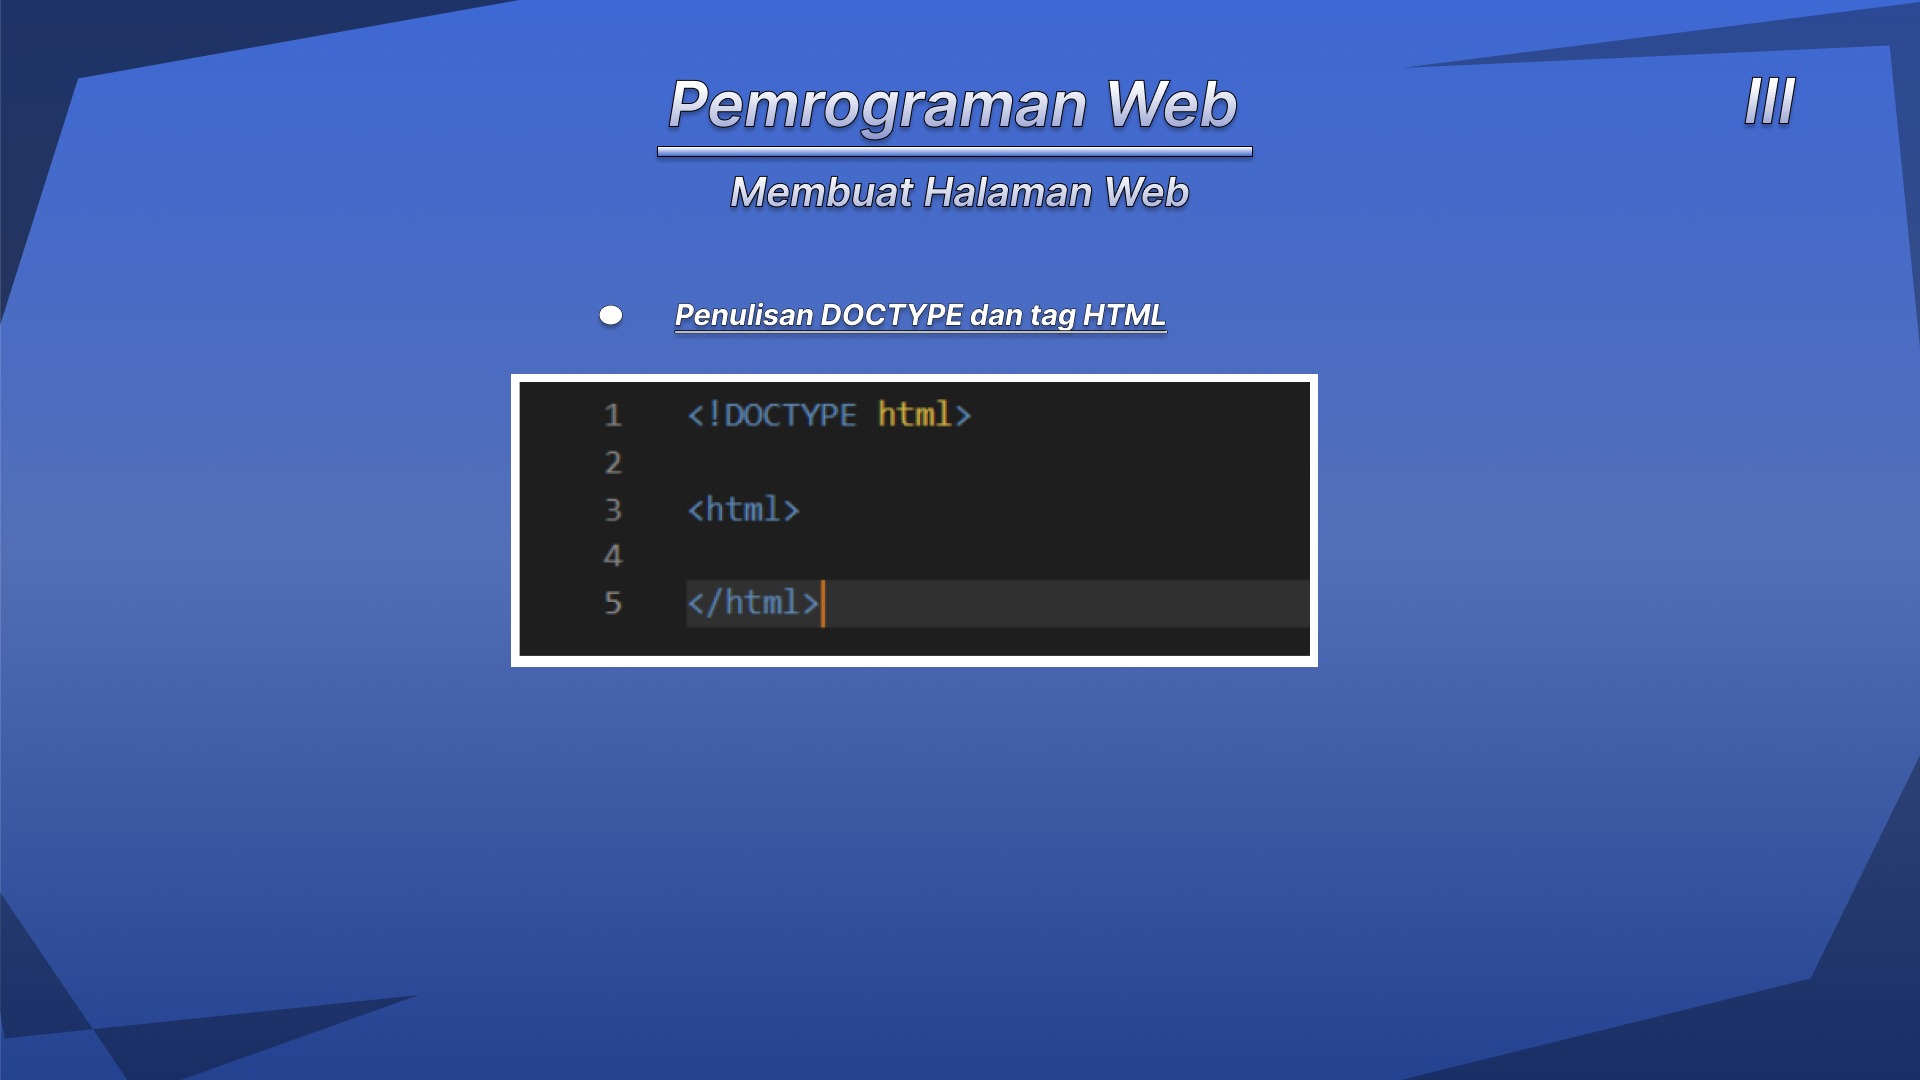 Pemrograman Web
III
Membuat Halaman Web
Penulisan DOCTYPE dan tag HTML
1 <!DOCTYPE html>
2
3 <html>
4
5 </html>